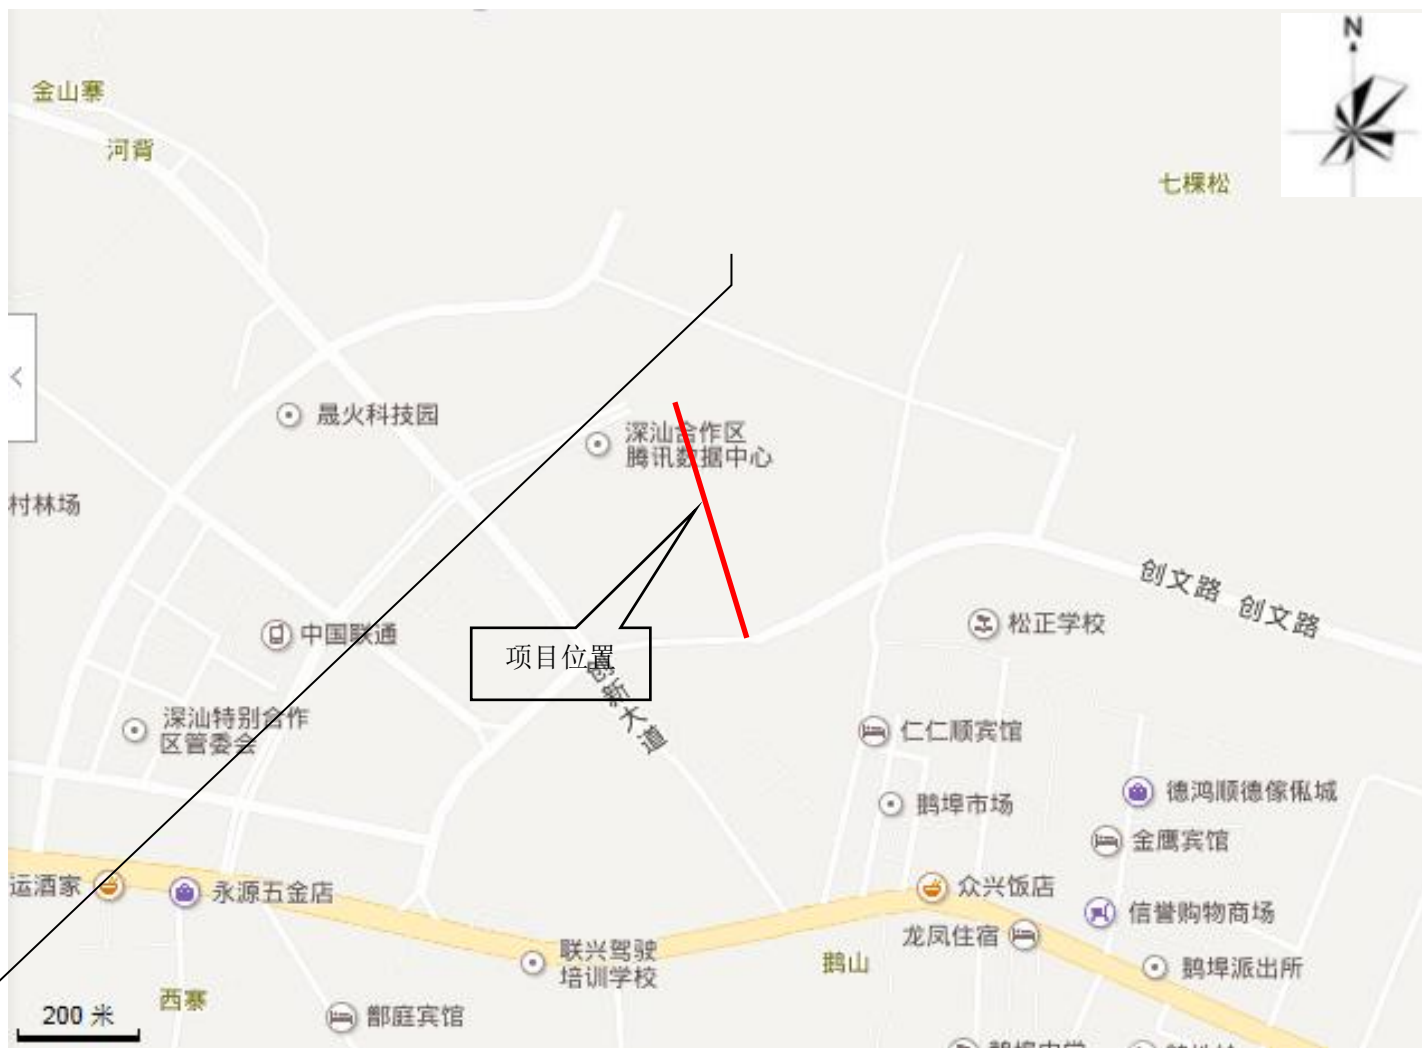 N
金山寨
河背
七棵松
晟火科技园
深汕合作区
腾讯数据中心
村林场
创文路 创文路
松正学校
中国联通
项目位置
创新大道
深汕特别合作
区管委会
仁仁顺宾馆
鹅埠市场
德鸿顺德傢俬城
金鹰宾馆
运酒家
永源五金店
众兴饭店
信誉购物商场
龙凤住宿
联兴驾驶
培训学校
鹅山
鹅埠派出所
西寨
200 米
鄱庭宾馆